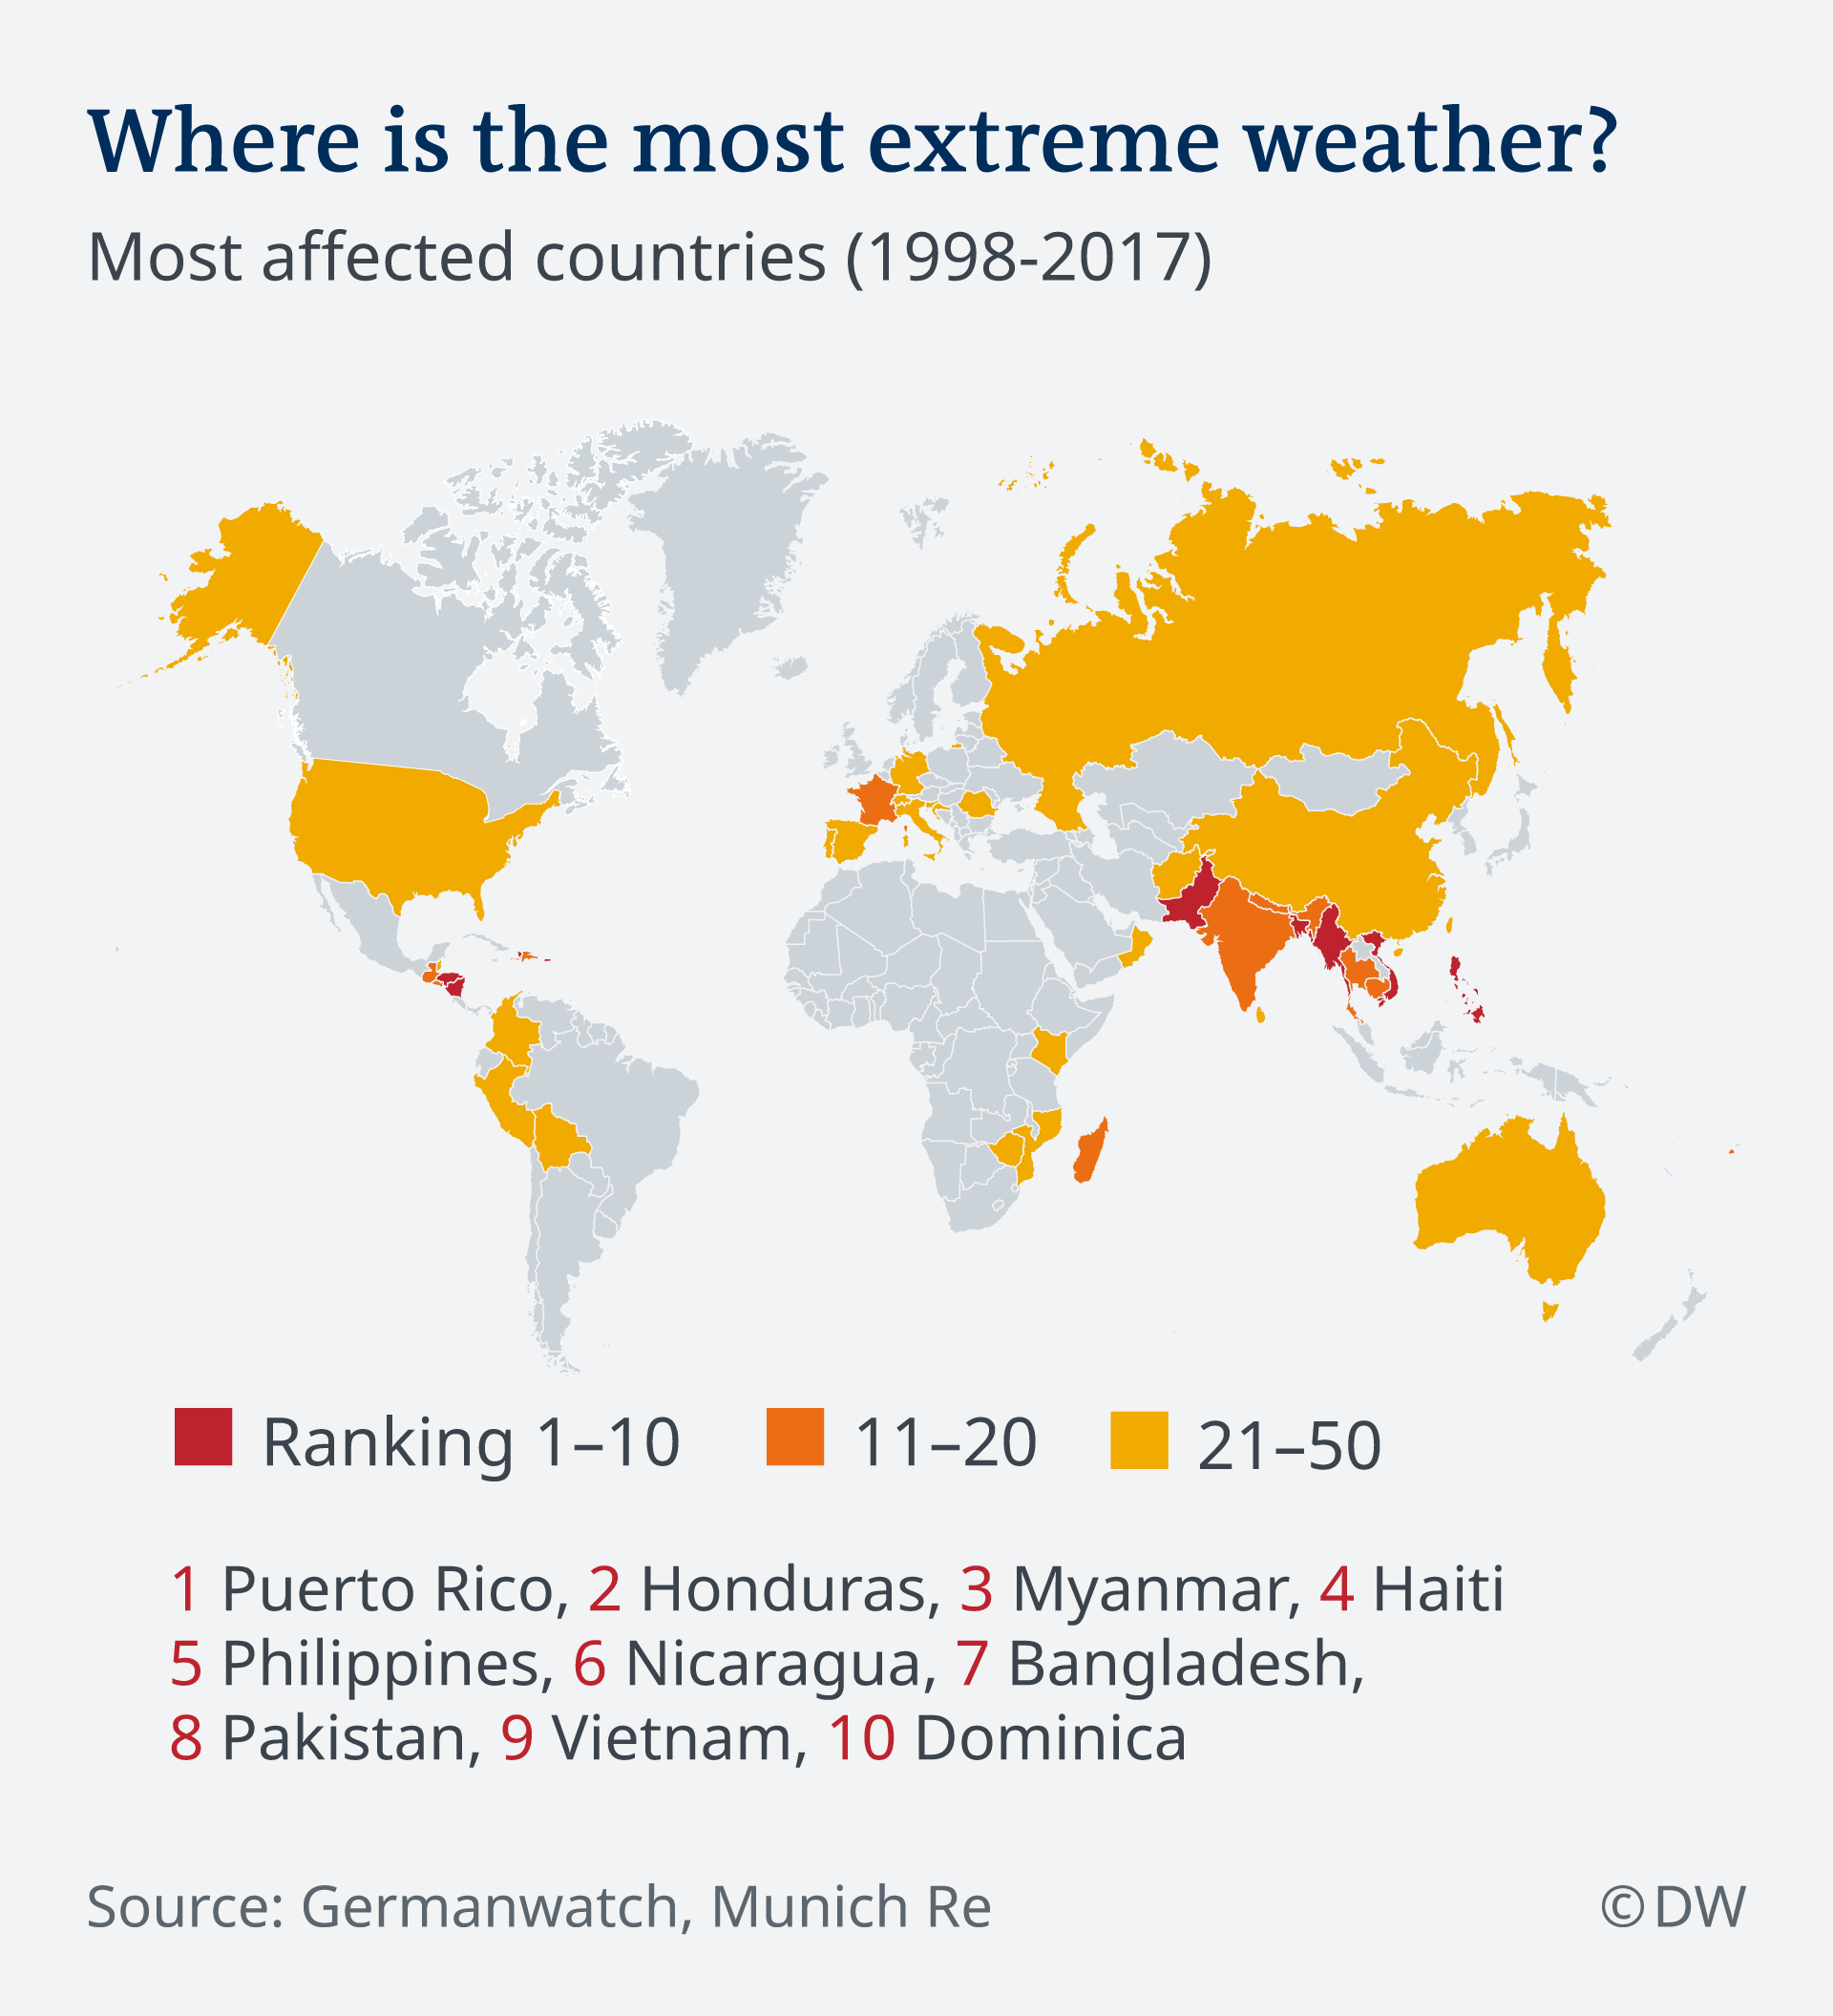 Where is the most extreme weather?
Most affected countries (1998-2017)
Ranking 1–10
11–20
21–50
1 Puerto Rico, 2 Honduras, 3 Myanmar, 4 Haiti
5 Philippines, 6 Nicaragua, 7 Bangladesh,
8 Pakistan, 9 Vietnam, 10 Dominica
Source: Germanwatch, Munich Re
© DW